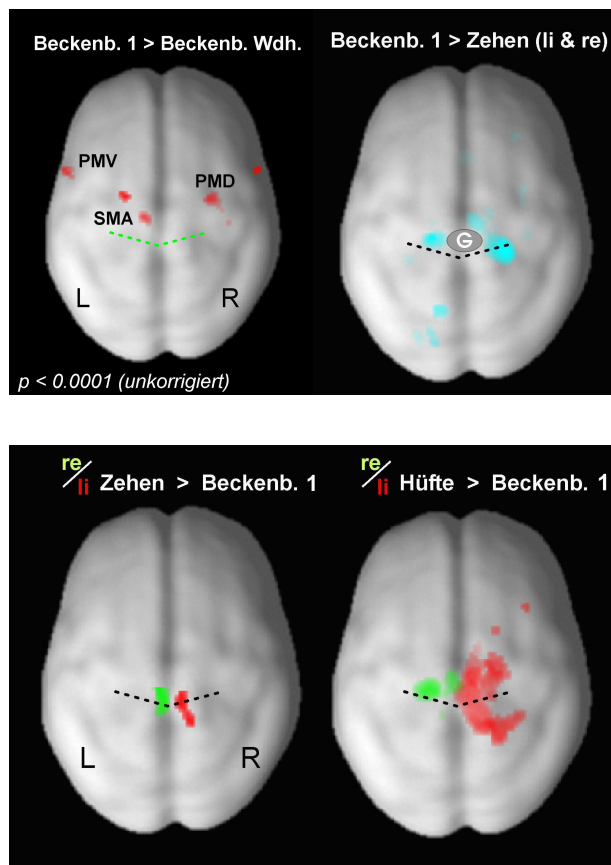 Beckenb. 1 > Beckenb. Wdh.
Beckenb. 1 > Zehen (li & re)
PMV
PMD
SMA
G
L
R
p < 0.0001 (unkorrigiert)
re/li Zehen > Beckenb. 1
re/li Hüfte > Beckenb. 1
L
R